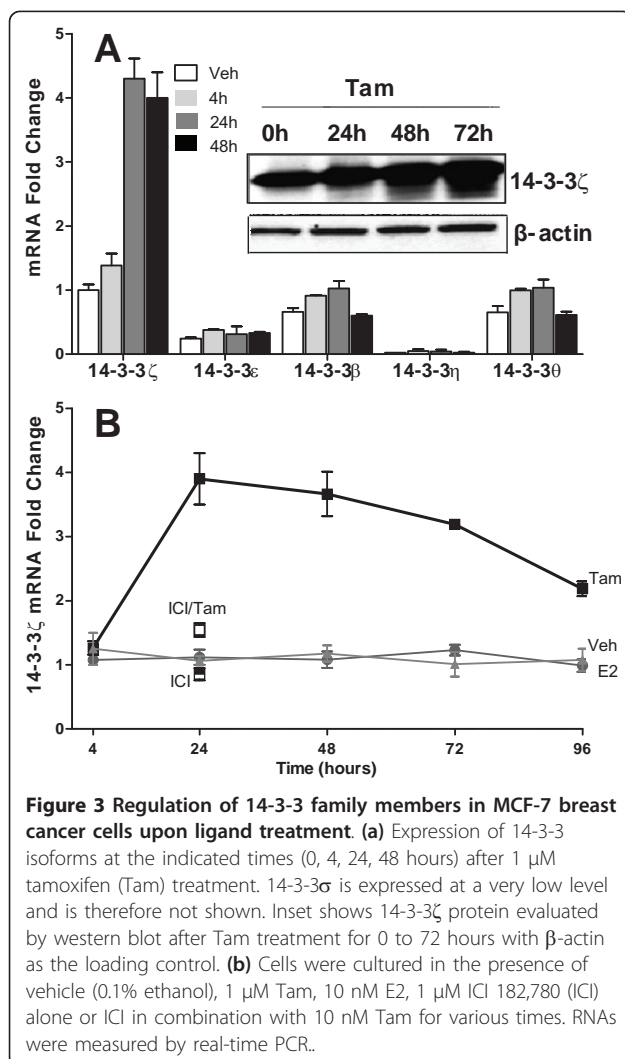 A
mRNA Fold Change
5
4
3
2
1
0
Veh
4h
24h
48h
Tam
0h 24h 48h 72h
14-3-3ζ
β-actin
14-3-3ζ 14-3-3ε 14-3-3β 14-3-3η 14-3-3θ
B
14-3-3ζ mRNA Fold Change
5
4
3
2
1
0
ICI/Tam
ICI
Tam
Veh
E2
4 24 48 72 96
Time (hours)
Figure 3 Regulation of 14-3-3 family members in MCF-7 breast
cancer cells upon ligand treatment. (a) Expression of 14-3-3
isoforms at the indicated times (0, 4, 24, 48 hours) after 1 μM
tamoxifen (Tam) treatment. 14-3-3σ is expressed at a very low level
and is therefore not shown. Inset shows 14-3-3ζ protein evaluated
by western blot after Tam treatment for 0 to 72 hours with β-actin
as the loading control. (b) Cells were cultured in the presence of
vehicle (0.1% ethanol), 1 μM Tam, 10 nM E2, 1 μM ICI 182,780 (ICI)
alone or ICI in combination with 10 nM Tam for various times. RNAs
were measured by real-time PCR..